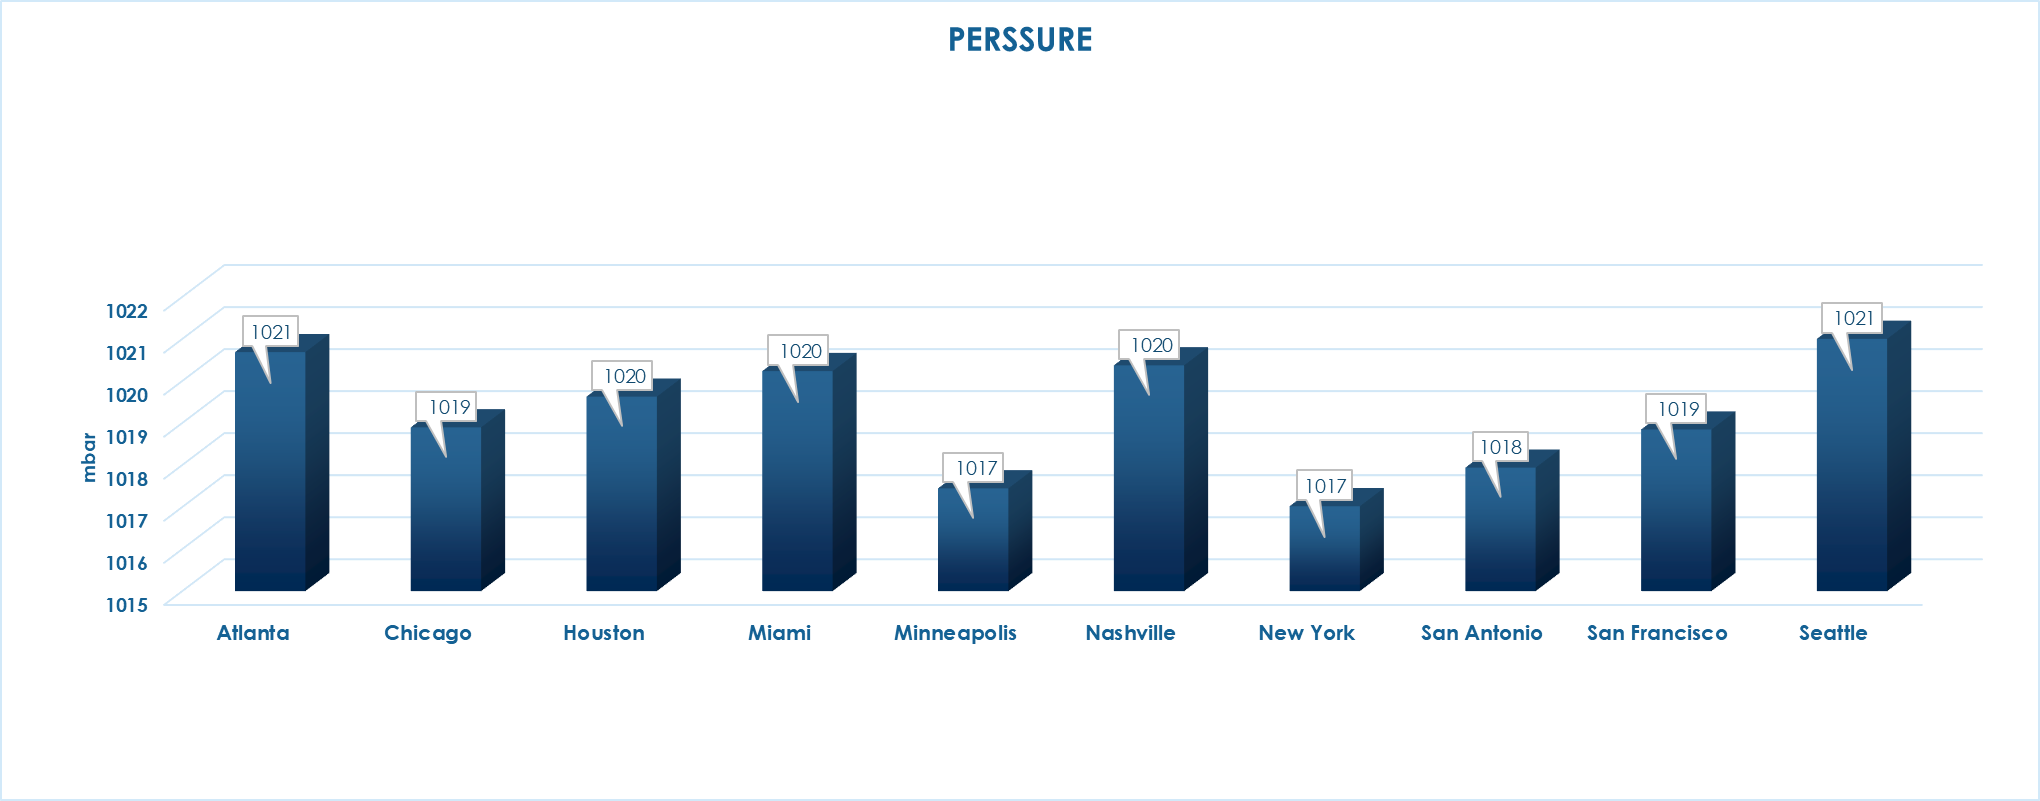 PERSSURE
1022
1021
1020
1019
1018
1017
1016
1015
mbar
1021
1019
1020
1020
1017
1020
1017
1018
1019
1021
Atlanta
Chicago
Houston
Miami
Minneapolis
Nashville
New York
San Antonio
San Francisco
Seattle